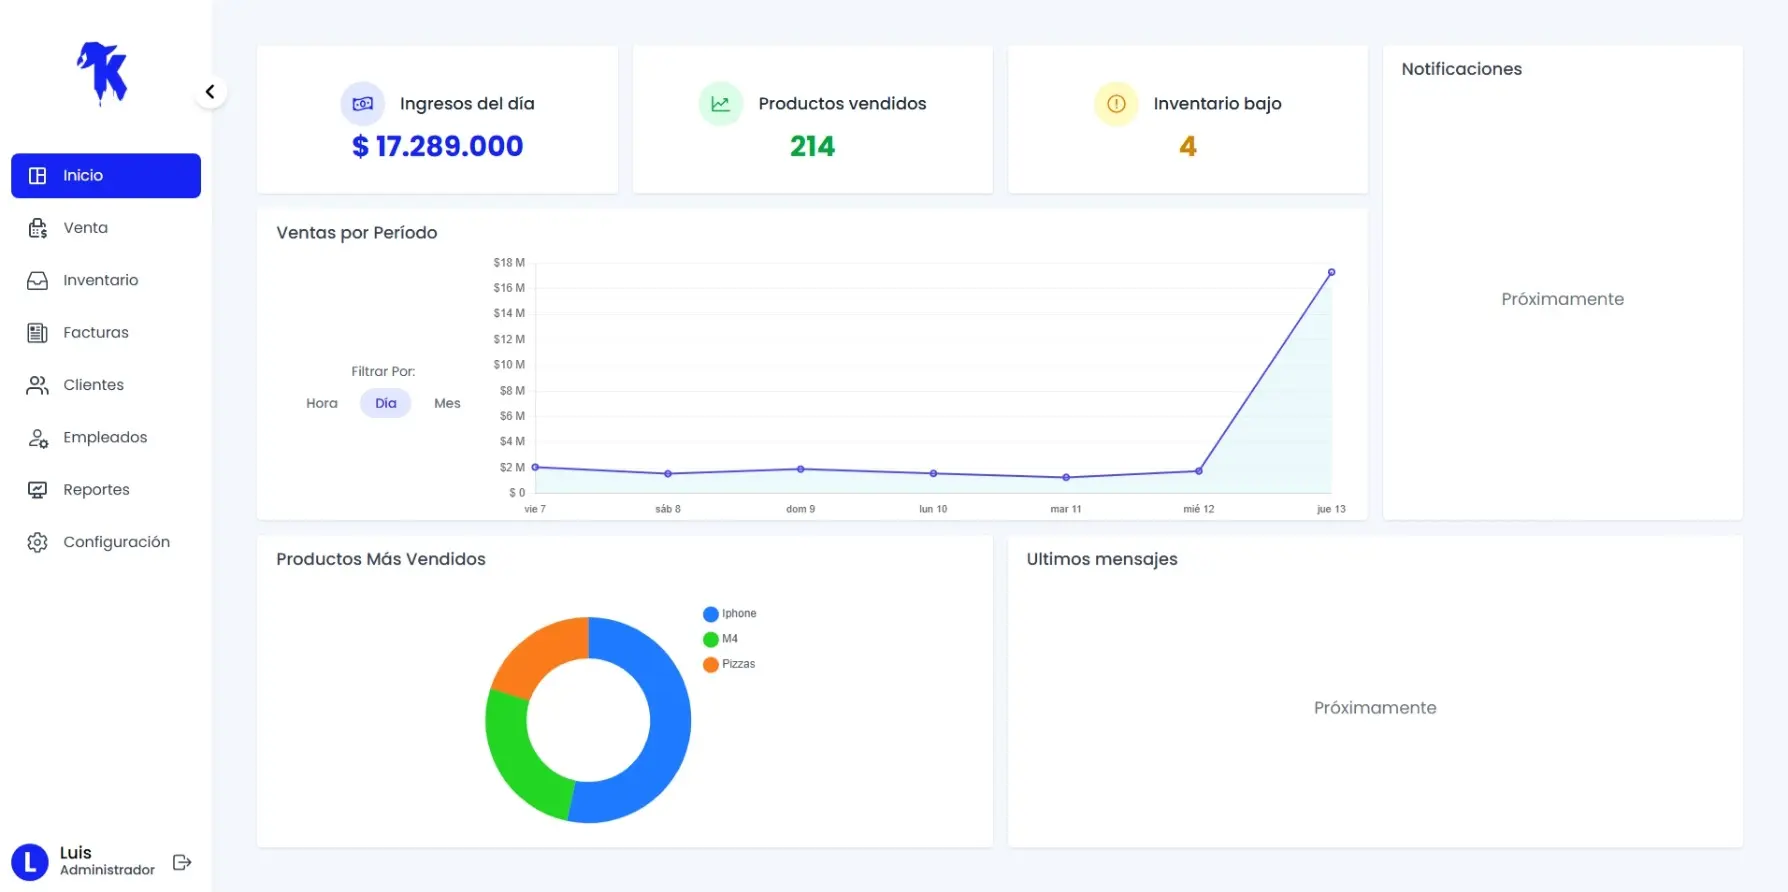 K
Inicio
Venta
Inventario
Facturas
Clientes
Empleados
Reportes
Configuración
L
Luis
Administrador
Ingresos del día
$ 17.289.000
Productos vendidos
214
Inventario bajo
4
Notificaciones
Próximamente
Ventas por Período
Filtrar Por:
Hora Día Mes
$18 M
$16 M
$14 M
$12 M
$10 M
$8 M
$6 M
$4 M
$2 M
$ 0
vie 7 sáb 8 dom 9 lun 10 mar 11 mié 12 jue 13
Productos Más Vendidos
Iphone
M4
Pizzas
Ultimos mensajes
Próximamente